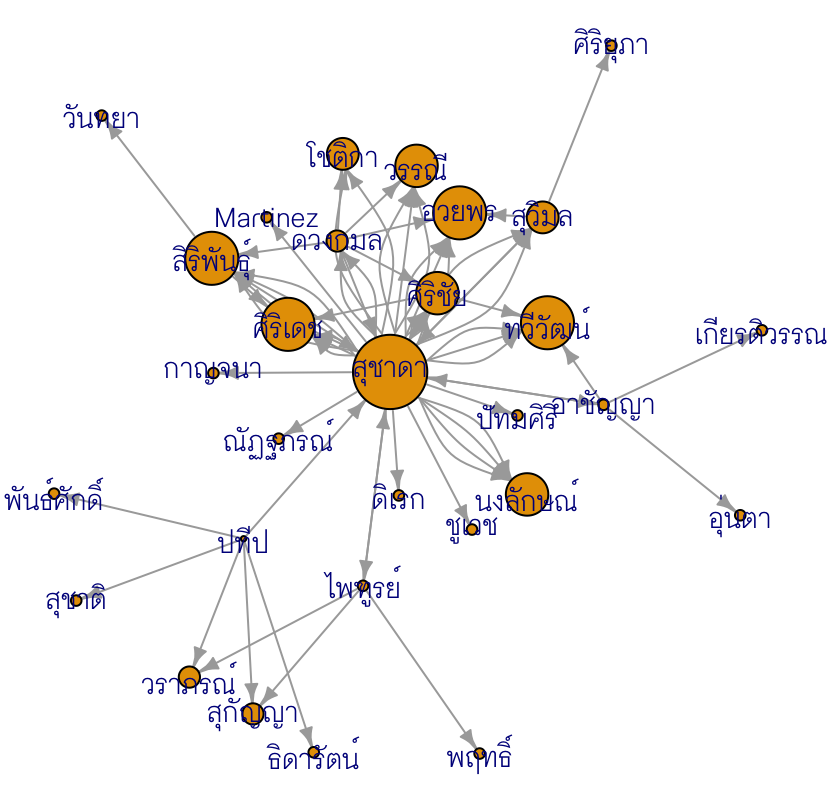 ศิริยุภา
วันทยา
โชติกา
วรรณี
Martinez
อวยพร
สุวิมล
ดวงกมล
สิริพันธุ์
ศิริชัย
ศิริเดช
ทวีวัฒน์
เกียรติวรรณ
กาญจนา
สุชาดา
ปัทมศิริ
อาชัญญา
ณัฏฐภรณ์
พันธ์ศักดิ์
ดิเรก
นงลักษณ์
ชูเวช
อุ่นตา
ปทีป
ไพฑูรย์
สุชาติ
วราภรณ์
สุกัญญา
ธิดารัตน์
พฤทธิ์